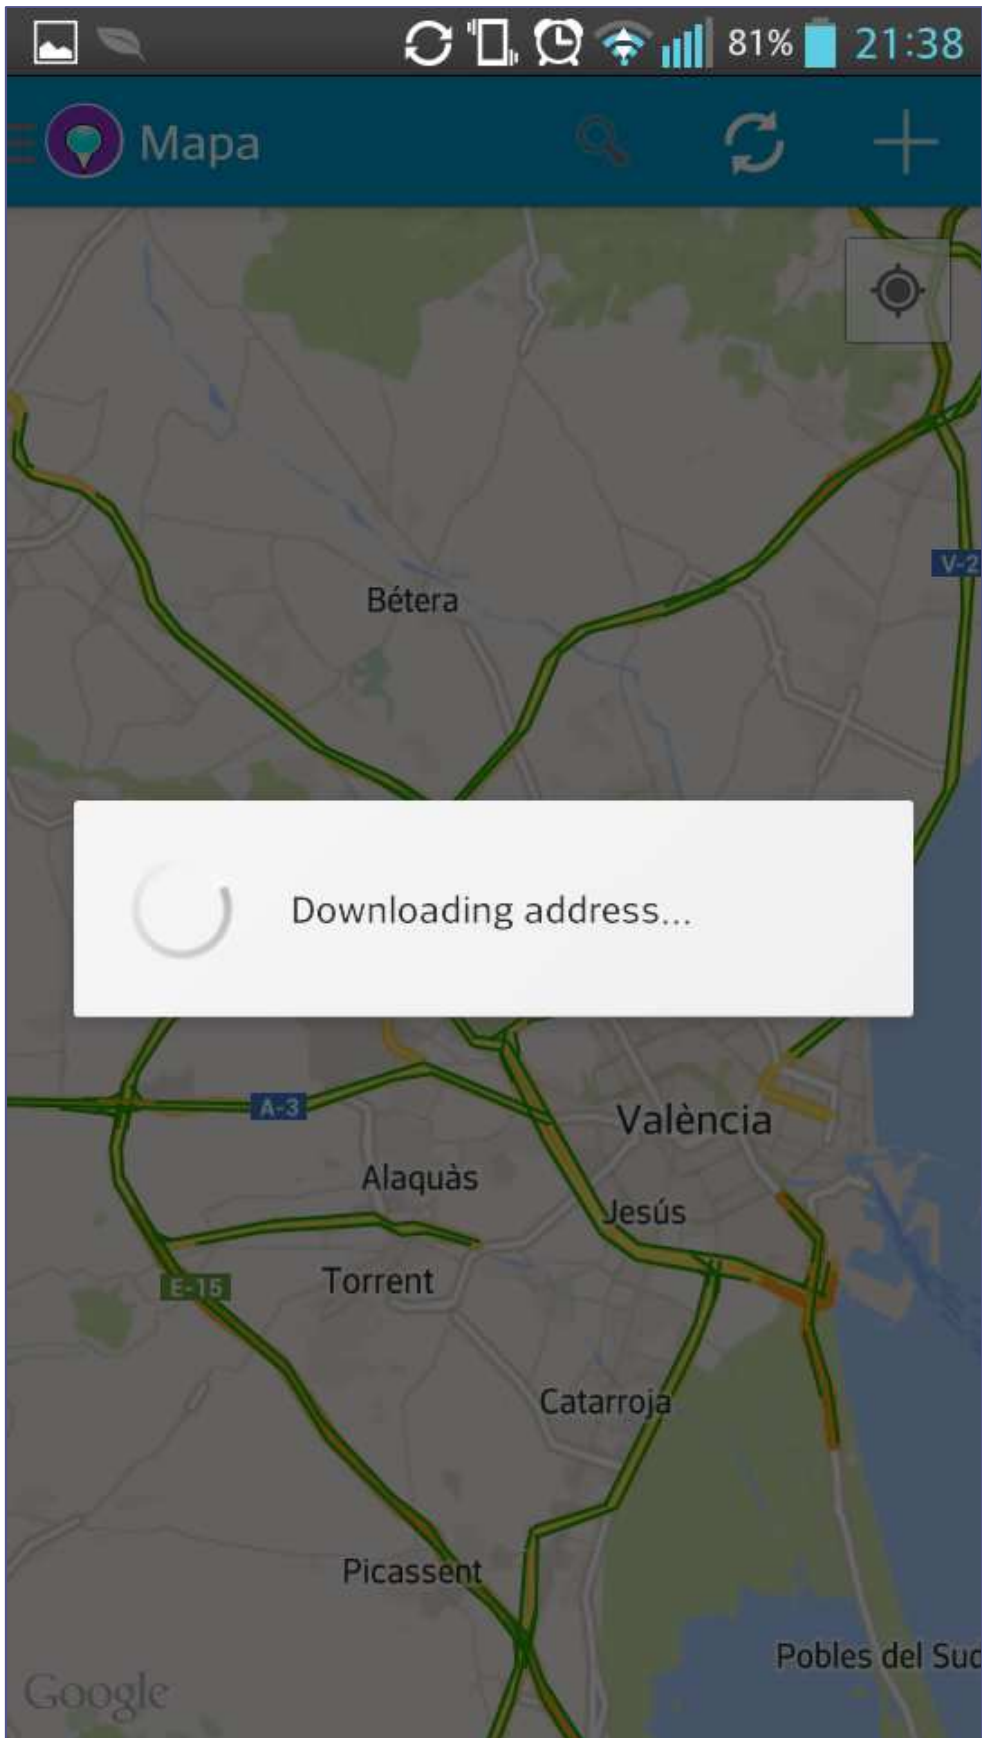 81% 21:38
Mapa
V-2
Bétera
Downloading address...
A-3
València
Alaquàs
Jesús
E-15
Torrent
Catarroja
Picassent
Pobles del Sud
Google